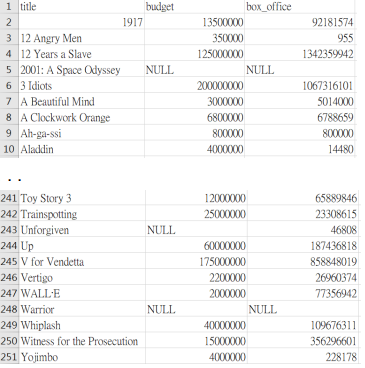 1 title budget box_office
2 1917 13500000 92181574
3 12 Angry Men 350000 955
4 12 Years a Slave 125000000 1342359942
5 2001: A Space Odyssey NULL NULL
6 3 Idiots 200000000 1067316101
7 A Beautiful Mind 3000000 5014000
8 A Clockwork Orange 6800000 6788659
9 Ah-ga-ssi 800000 800000
10 Aladdin 4000000 14480
. .
241 Toy Story 3 12000000 65889846
242 Trainspotting 25000000 23308615
243 Unforgiven NULL 46808
244 Up 60000000 187436818
245 V for Vendetta 175000000 858848019
246 Vertigo 2200000 26960374
247 WALL·E 2000000 77356942
248 Warrior NULL NULL
249 Whiplash 40000000 109676311
250 Witness for the Prosecution 15000000 356296601
251 Yojimbo 4000000 228178